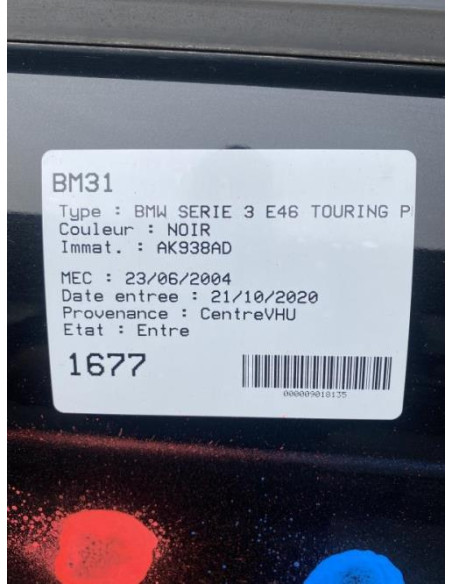 BM31
Type : BMW SERIE 3 E46 TOURING P
Couleur : NOIR
Immat. : AK938AD
MEC : 23/06/2004
Date entree : 21/10/2020
Provenance : CentreVHU
Etat : Entre
1677
000009018135